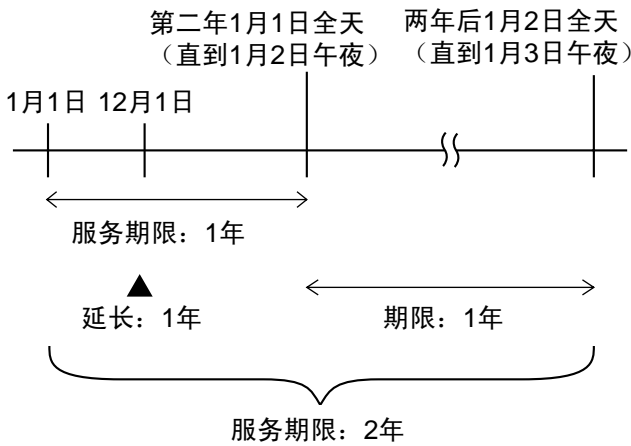 第二年1月1日全天
（直到1月2日午夜）
两年后1月2日全天
（直到1月3日午夜）
1月1日 12月1日
服务期限：1年
延长：1年
期限：1年
服务期限：2年